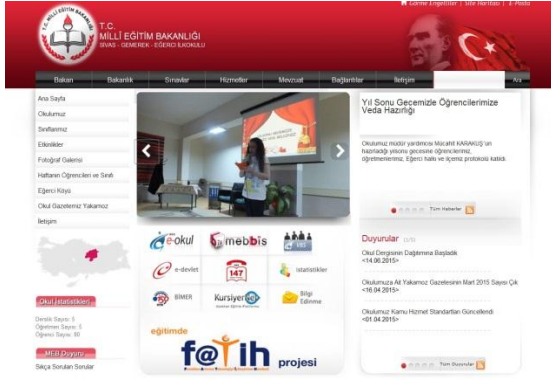 Görme Engelliler | Site Haritası | E-Posta
T.C.
MİLLİ EĞİTİM BAKANLIĞI
SİVAS - GEMEREK - EĞERCİ İLKOKULU
Bakan Bakanlık Sınavlar Hizmetler Mevzuat Bağlantılar İletişim Ara
Ana Sayfa
Okulumuz
Sınıflarımız
Etkinlikler
Fotoğraf Galerisi
Haftanın Öğrencileri ve Sınıfı
Eğerci Köyü
Okul Gazetemiz Yakamoz
İletişim
Okul İstatistikleri
Derslik Sayısı: 5
Öğretmen Sayısı: 6
Öğrenci Sayısı: 80
MEB Duyuru
Sıkça Sorulan Sorular
e-okul
mebbis
e-devlet
147
istatistikler
BİMER
Kursiyer
Bilgi
Edinme
eğitimde
f@tih projesi
Yıl Sonu Gecemizle Öğrencilerimize
Veda Hazırlığı
Okulumuz müdür yardımcısı Mücahit KARAKUŞ'un
hazırladığı yılsonu gecesine öğrencilerimiz,
öğretmenlerimiz, Eğerci halkı ve ilçemiz protokolü katıldı.
Tüm Haberler
Duyurular
Okul Dergisinin Dağıtımına Başladık
<14.06.2015>
Okulumuza Ait Yakamoz Gazetesinin Mart 2015 Sayısı Çıktı
<16.04.2015>
Okulumuz Kamu Hizmet Standartları Güncellendi
<01.04.2015>
Tüm Duyurular